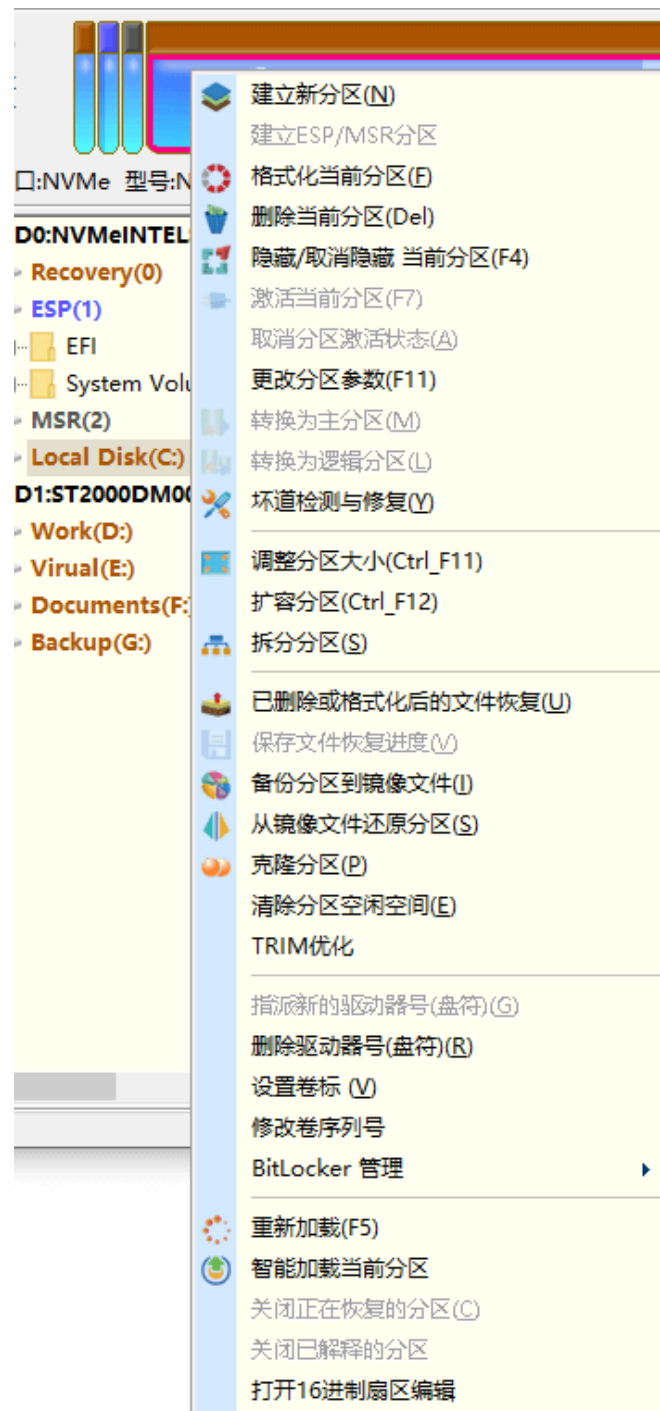 建立新分区(N)
建立ESP/MSR分区
口:NVMe 型号:N
格式化当前分区(F)
删除当前分区(Del)
隐藏/取消隐藏 当前分区(F4)
激活当前分区(F7)
取消分区激活状态(A)
更改分区参数(F11)
转换为主分区(M)
转换为逻辑分区(L)
坏道检测与修复(Y)
调整分区大小(Ctrl_F11)
扩容分区(Ctrl_F12)
拆分分区(S)
已删除或格式化后的文件恢复(U)
保存文件恢复进度(V)
备份分区到镜像文件(I)
从镜像文件还原分区(S)
克隆分区(P)
清除分区空闲空间(E)
TRIM优化
指派新的驱动器号(盘符)(G)
删除驱动器号(盘符)(R)
设置卷标 (V)
修改卷序列号
BitLocker 管理
重新加载(F5)
智能加载当前分区
关闭正在恢复的分区(C)
关闭已解释的分区
打开16进制扇区编辑
D0:NVMeINTEL
Recovery(0)
ESP(1)
EFI
System Volu
MSR(2)
Local Disk(C:)
D1:ST2000DM00
Work(D:)
Virual(E:)
Documents(F:)
Backup(G:)